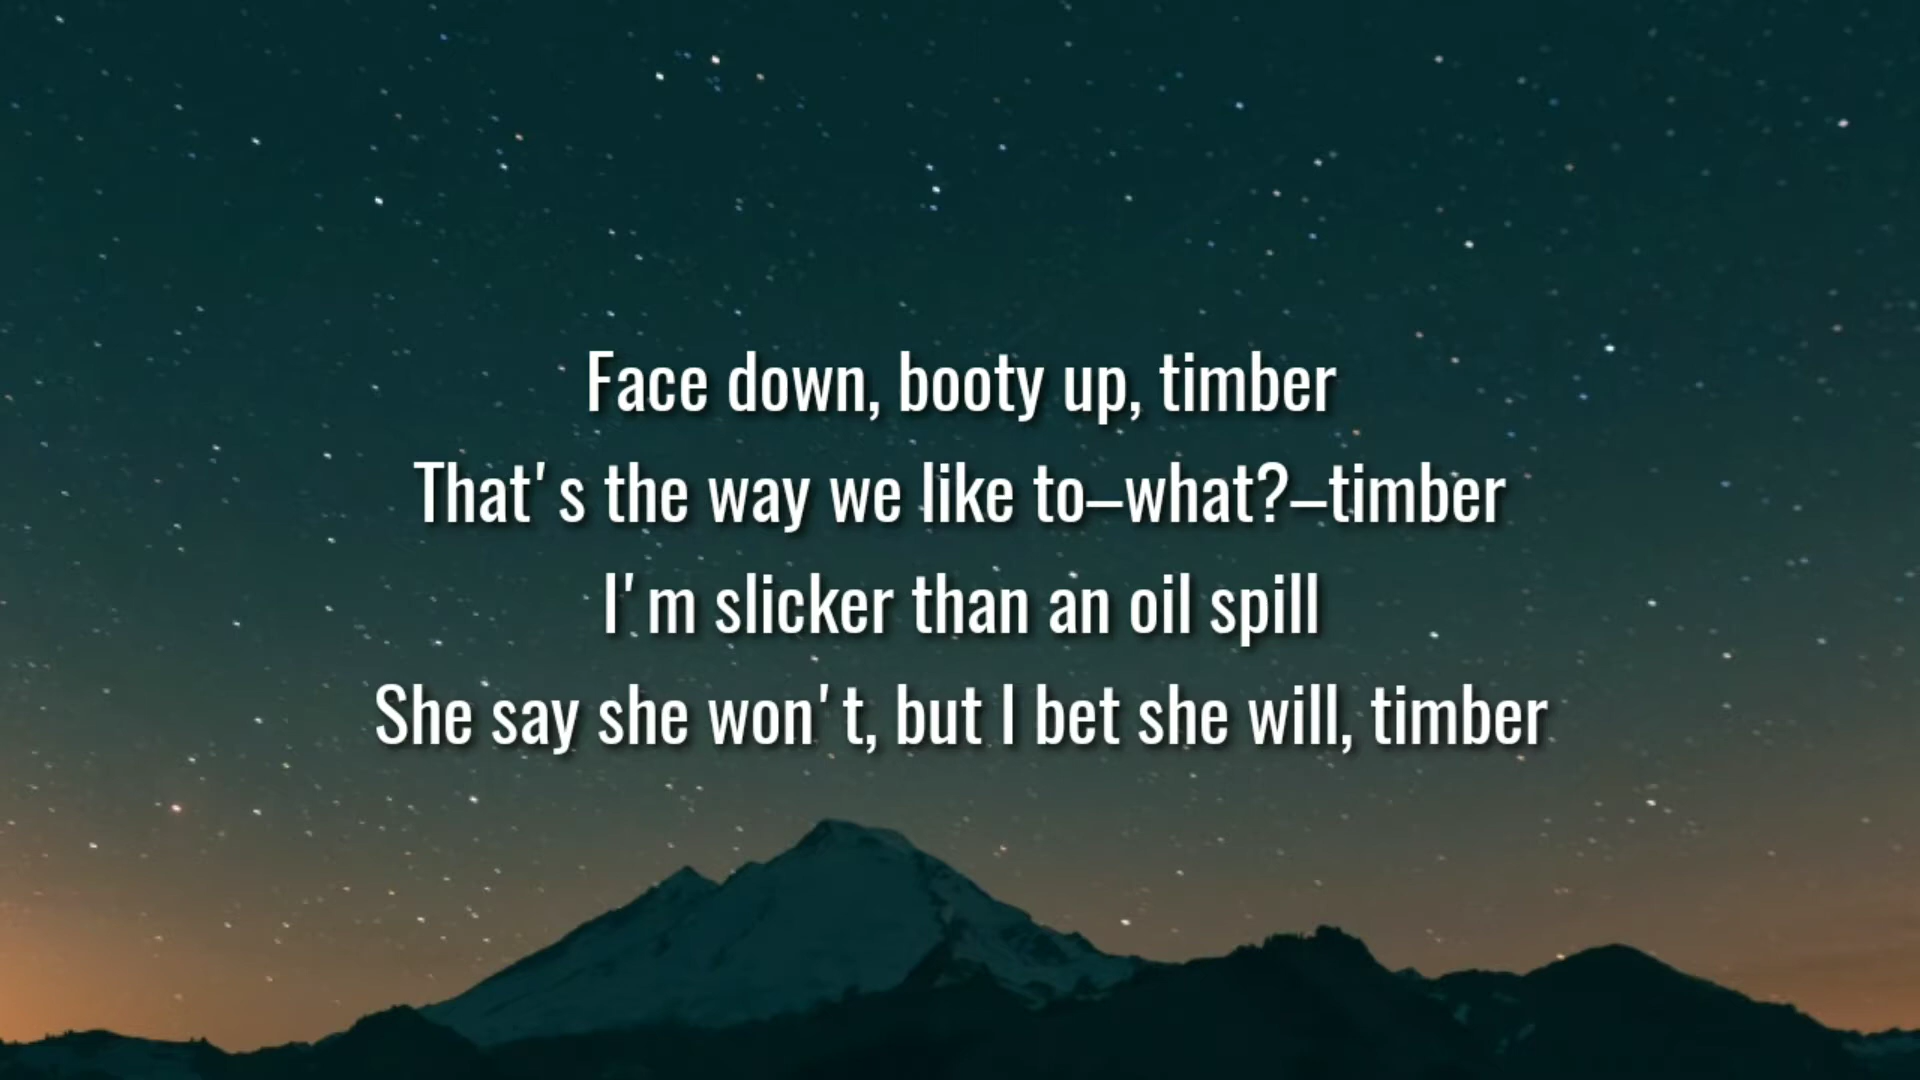 Face down, booty up, timber
That's the way we like to–what?–timber
I'm slicker than an oil spill
She say she won't, but I bet she will, timber